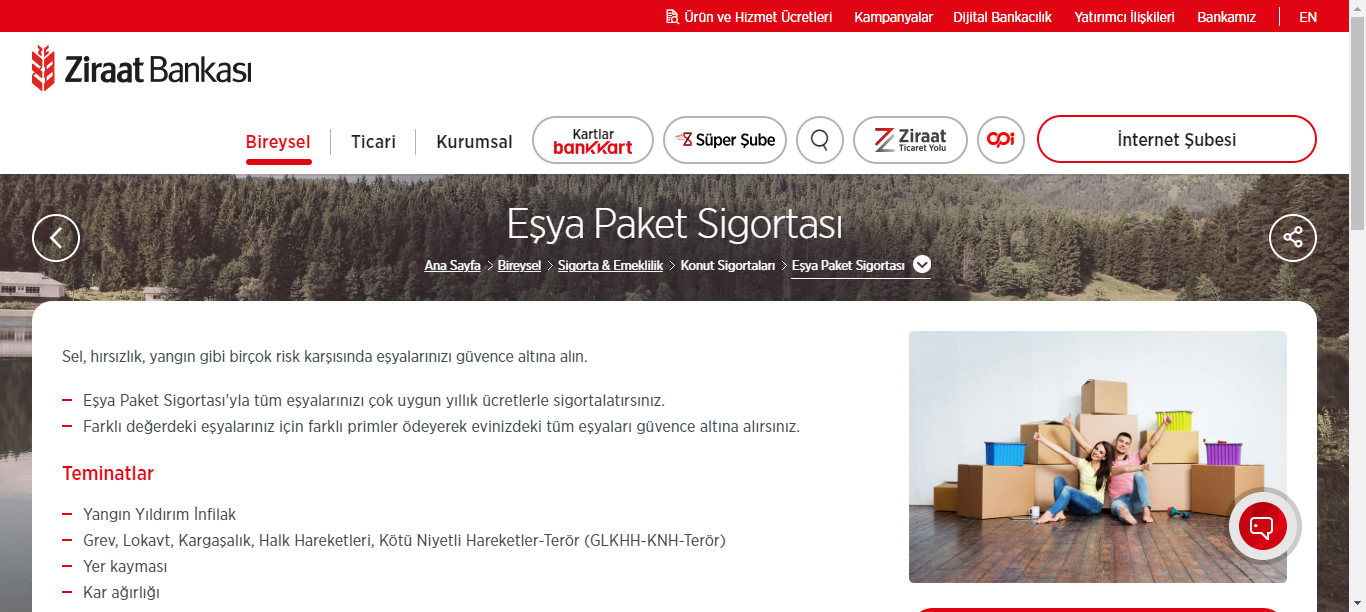 Ürün ve Hizmet Ücretleri Kampanyalar Dijital Bankacılık Yatırımcı İlişkileri Bankamız EN
Ziraat Bankası
Bireysel Ticari Kurumsal
Kartlar
bankkart
Süper Şube
Ziraat
Ticaret Yolu
opi
İnternet Şubesi
Eşya Paket Sigortası
Ana Sayfa > Bireysel > Sigorta & Emeklilik > Konut Sigortaları > Eşya Paket Sigortası
Sel, hırsızlık, yangın gibi birçok risk karşısında eşyalarınızı güvence altına alın.
Eşya Paket Sigortası'yla tüm eşyalarınızı çok uygun yıllık ücretlerle sigortalatırsınız.
Farklı değerdeki eşyalarınız için farklı primler ödeyerek evinizdeki tüm eşyaları güvence altına alırsınız.
Teminatlar
Yangın Yıldırım İnfilak
Grev, Lokavt, Kargaşalık, Halk Hareketleri, Kötü Niyetli Hareketler-Terör (GLKHH-KNH-Terör)
Yer kayması
Kar ağırlığı